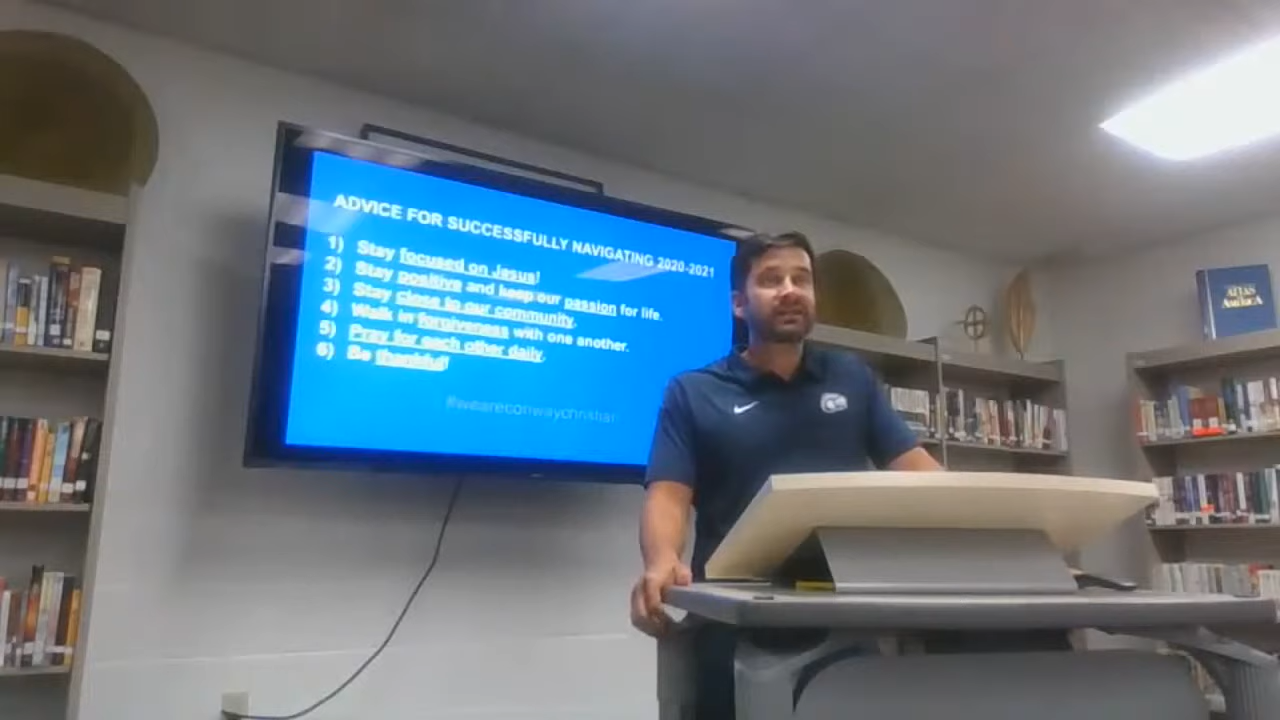 ADVICE FOR SUCCESSFULLY NAVIGATING 2020-2021
1) Stay focused on Jesus!
2) Stay positive and keep our passion for life.
3) Stay close to our community.
4) Walk in forgiveness with one another.
5) Pray for each other daily.
6) Be thankful!
#weareconwaychristian
ATLAS
of
AMERICA